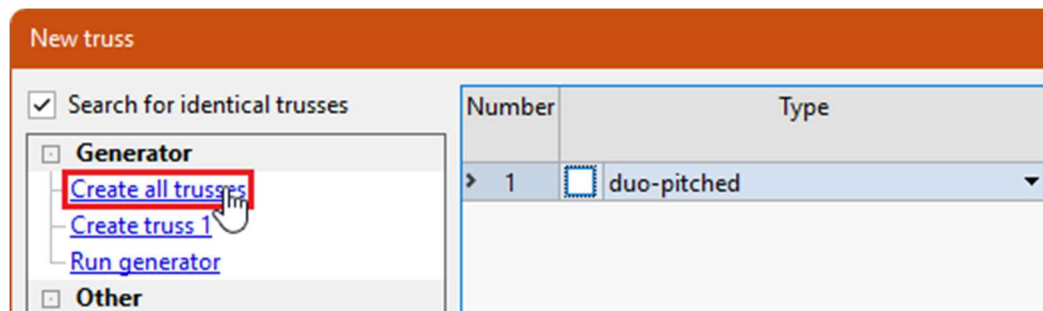 New truss
Search for identical trusses
Generator
Create all trusses
Create truss 1
Run generator
Other
Number Type
1 duo-pitched